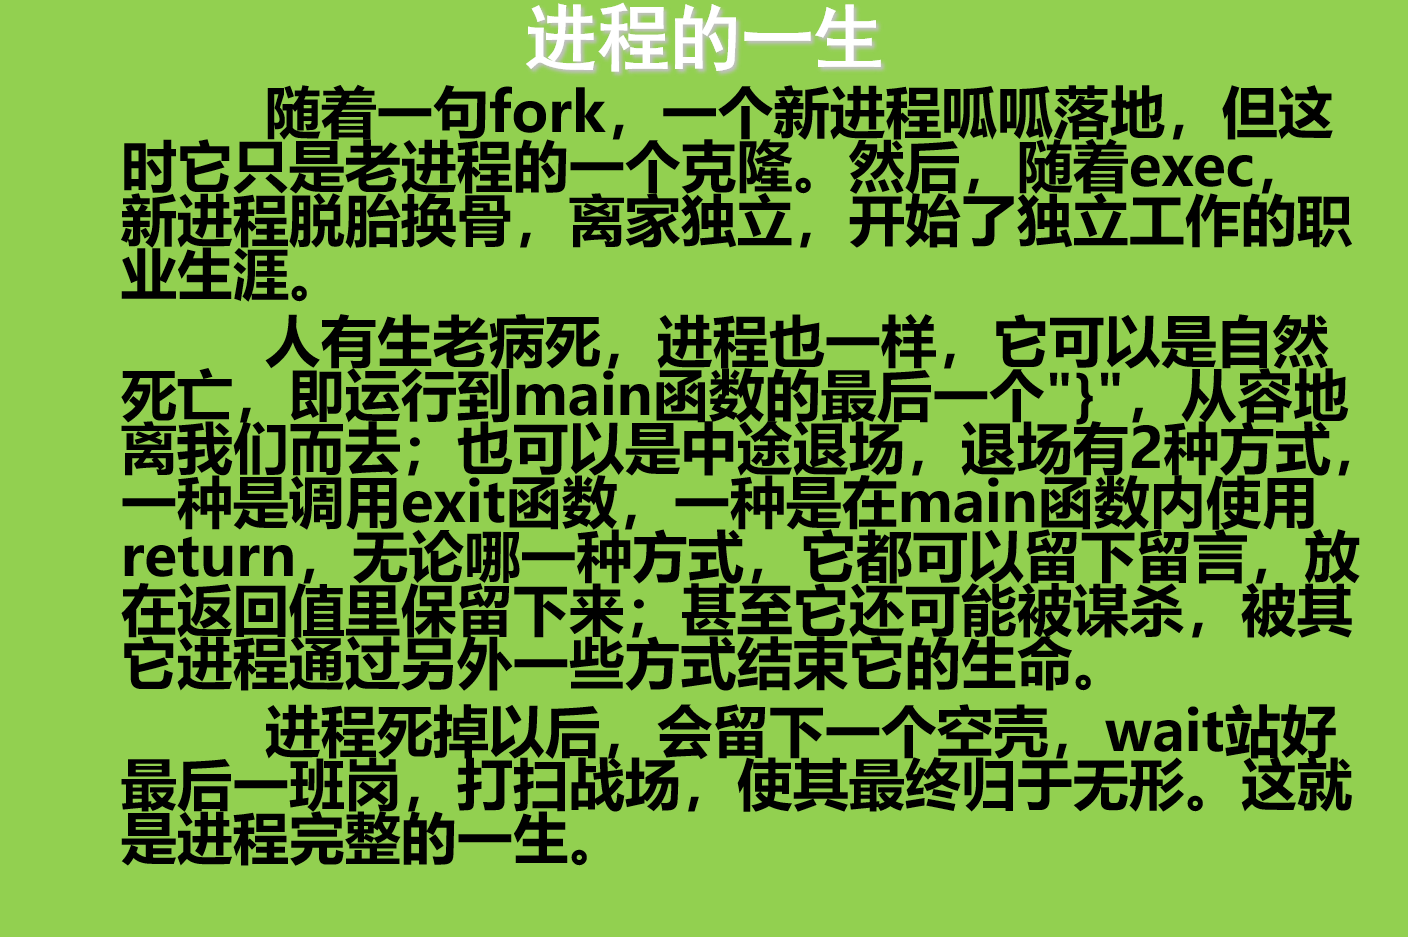 进程的一生
随着一句fork，一个新进程呱呱落地，但这
时它只是老进程的一个克隆。然后，随着exec，
新进程脱胎换骨，离家独立，开始了独立工作的职
业生涯。
人有生老病死，进程也一样，它可以是自然
死亡，即运行到main函数的最后一个"}"，从容地
离我们而去；也可以是中途退场，退场有2种方式，
一种是调用exit函数，一种是在main函数内使用
return，无论哪一种方式，它都可以留下留言，放
在返回值里保留下来；甚至它还可能被谋杀，被其
它进程通过另外一些方式结束它的生命。
进程死掉以后，会留下一个空壳，wait站好
最后一班岗，打扫战场，使其最终归于无形。这就
是进程完整的一生。